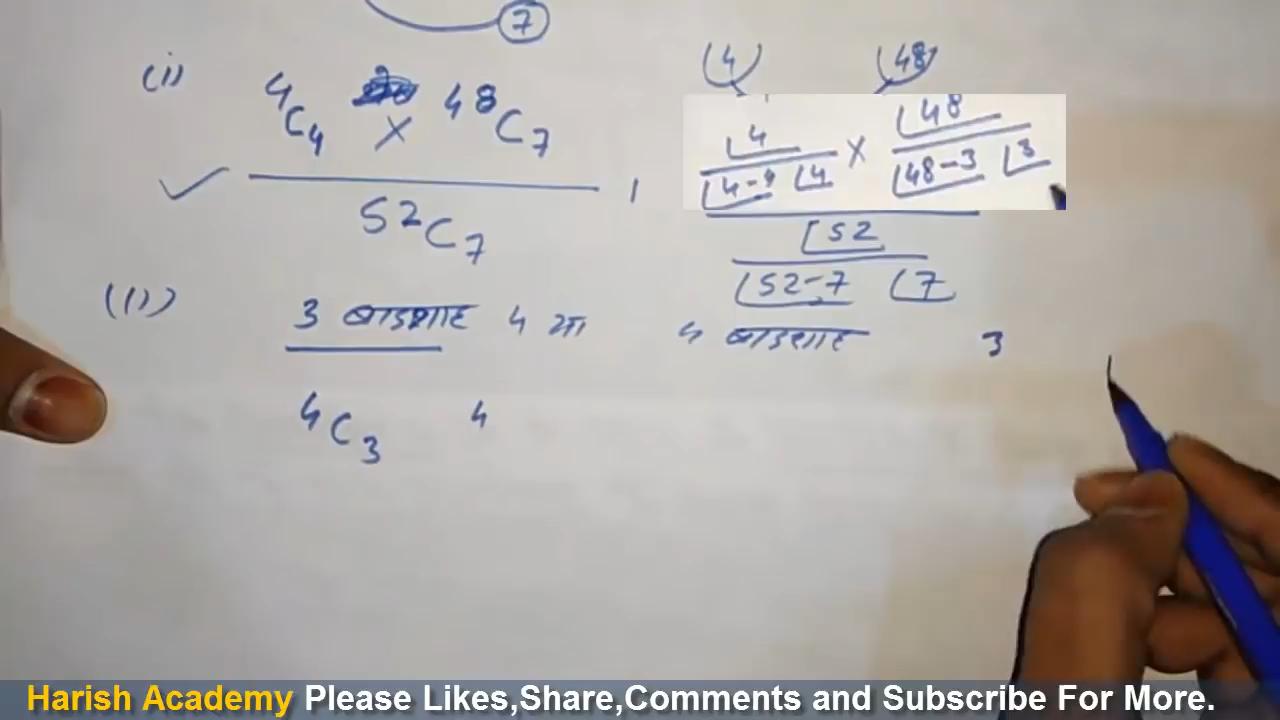 7
(i) 4C4 × 48C7 4 48
52C7 , ⌊4 × ⌊48
⌊4-4 ⌊4 ⌊48-3 ⌊3
⌊52
⌊52-7 ⌊7
(ii) 3 बादशाह 4 या 4 बादशाह 3
4C3 4
Harish Academy Please Likes,Share,Comments and Subscribe For More.